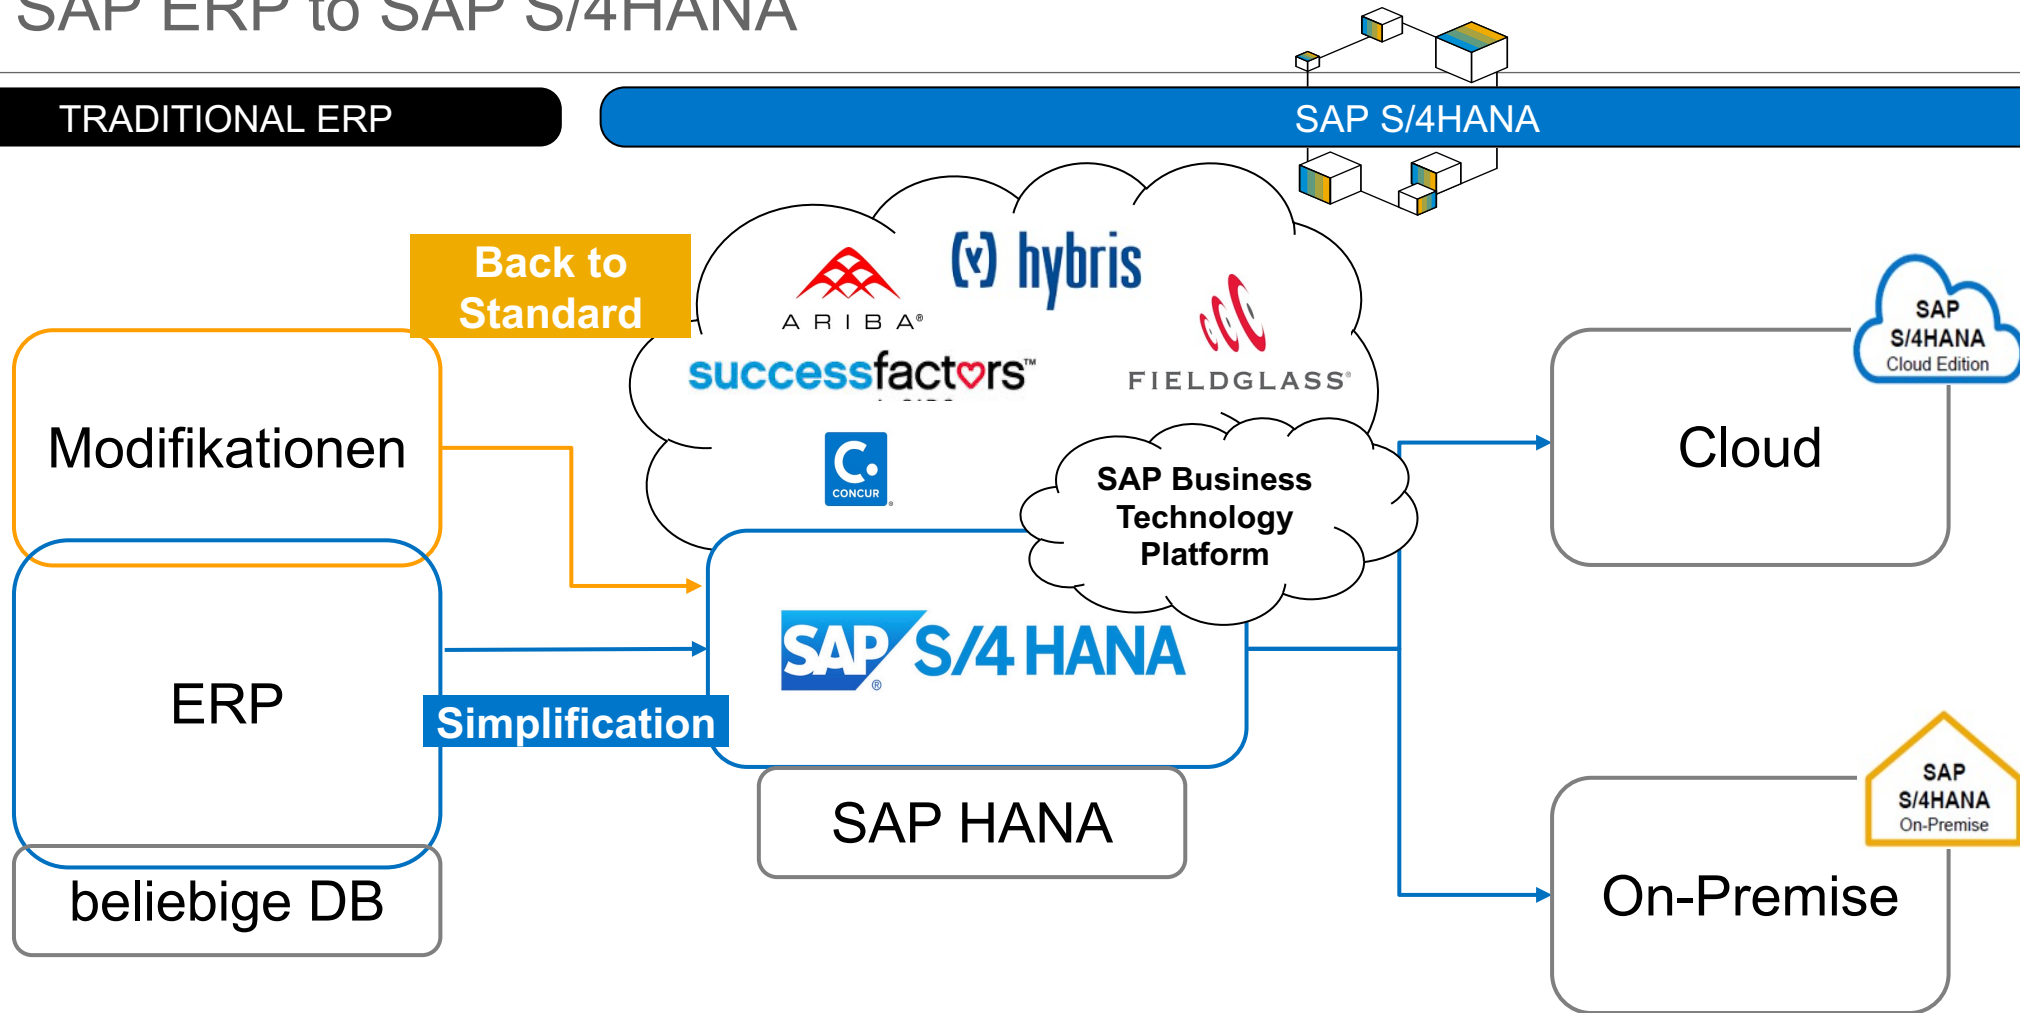 SAP ERP to SAP S/4HANA
TRADITIONAL ERP
SAP S/4HANA
Back to
Standard
Modifikationen
ERP
beliebige DB
Simplification
ARIBA®
(y) hybris
successfactors™
FIELDGLASS®
C.
CONCUR®
SAP Business
Technology
Platform
SAP® S/4 HANA
SAP HANA
SAP
S/4HANA
Cloud Edition
Cloud
SAP
S/4HANA
On-Premise
On-Premise